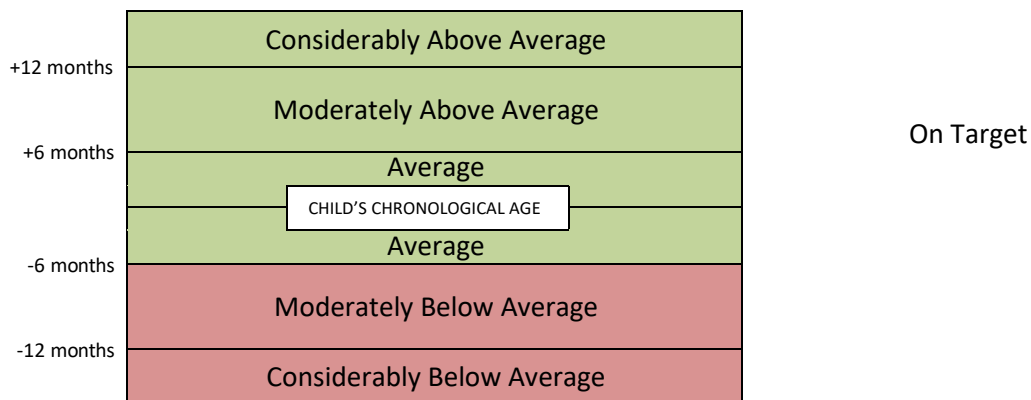 Considerably Above Average
+12 months
Moderately Above Average
On Target
+6 months
Average
CHILD’S CHRONOLOGICAL AGE
Average
-6 months
Moderately Below Average
-12 months
Considerably Below Average